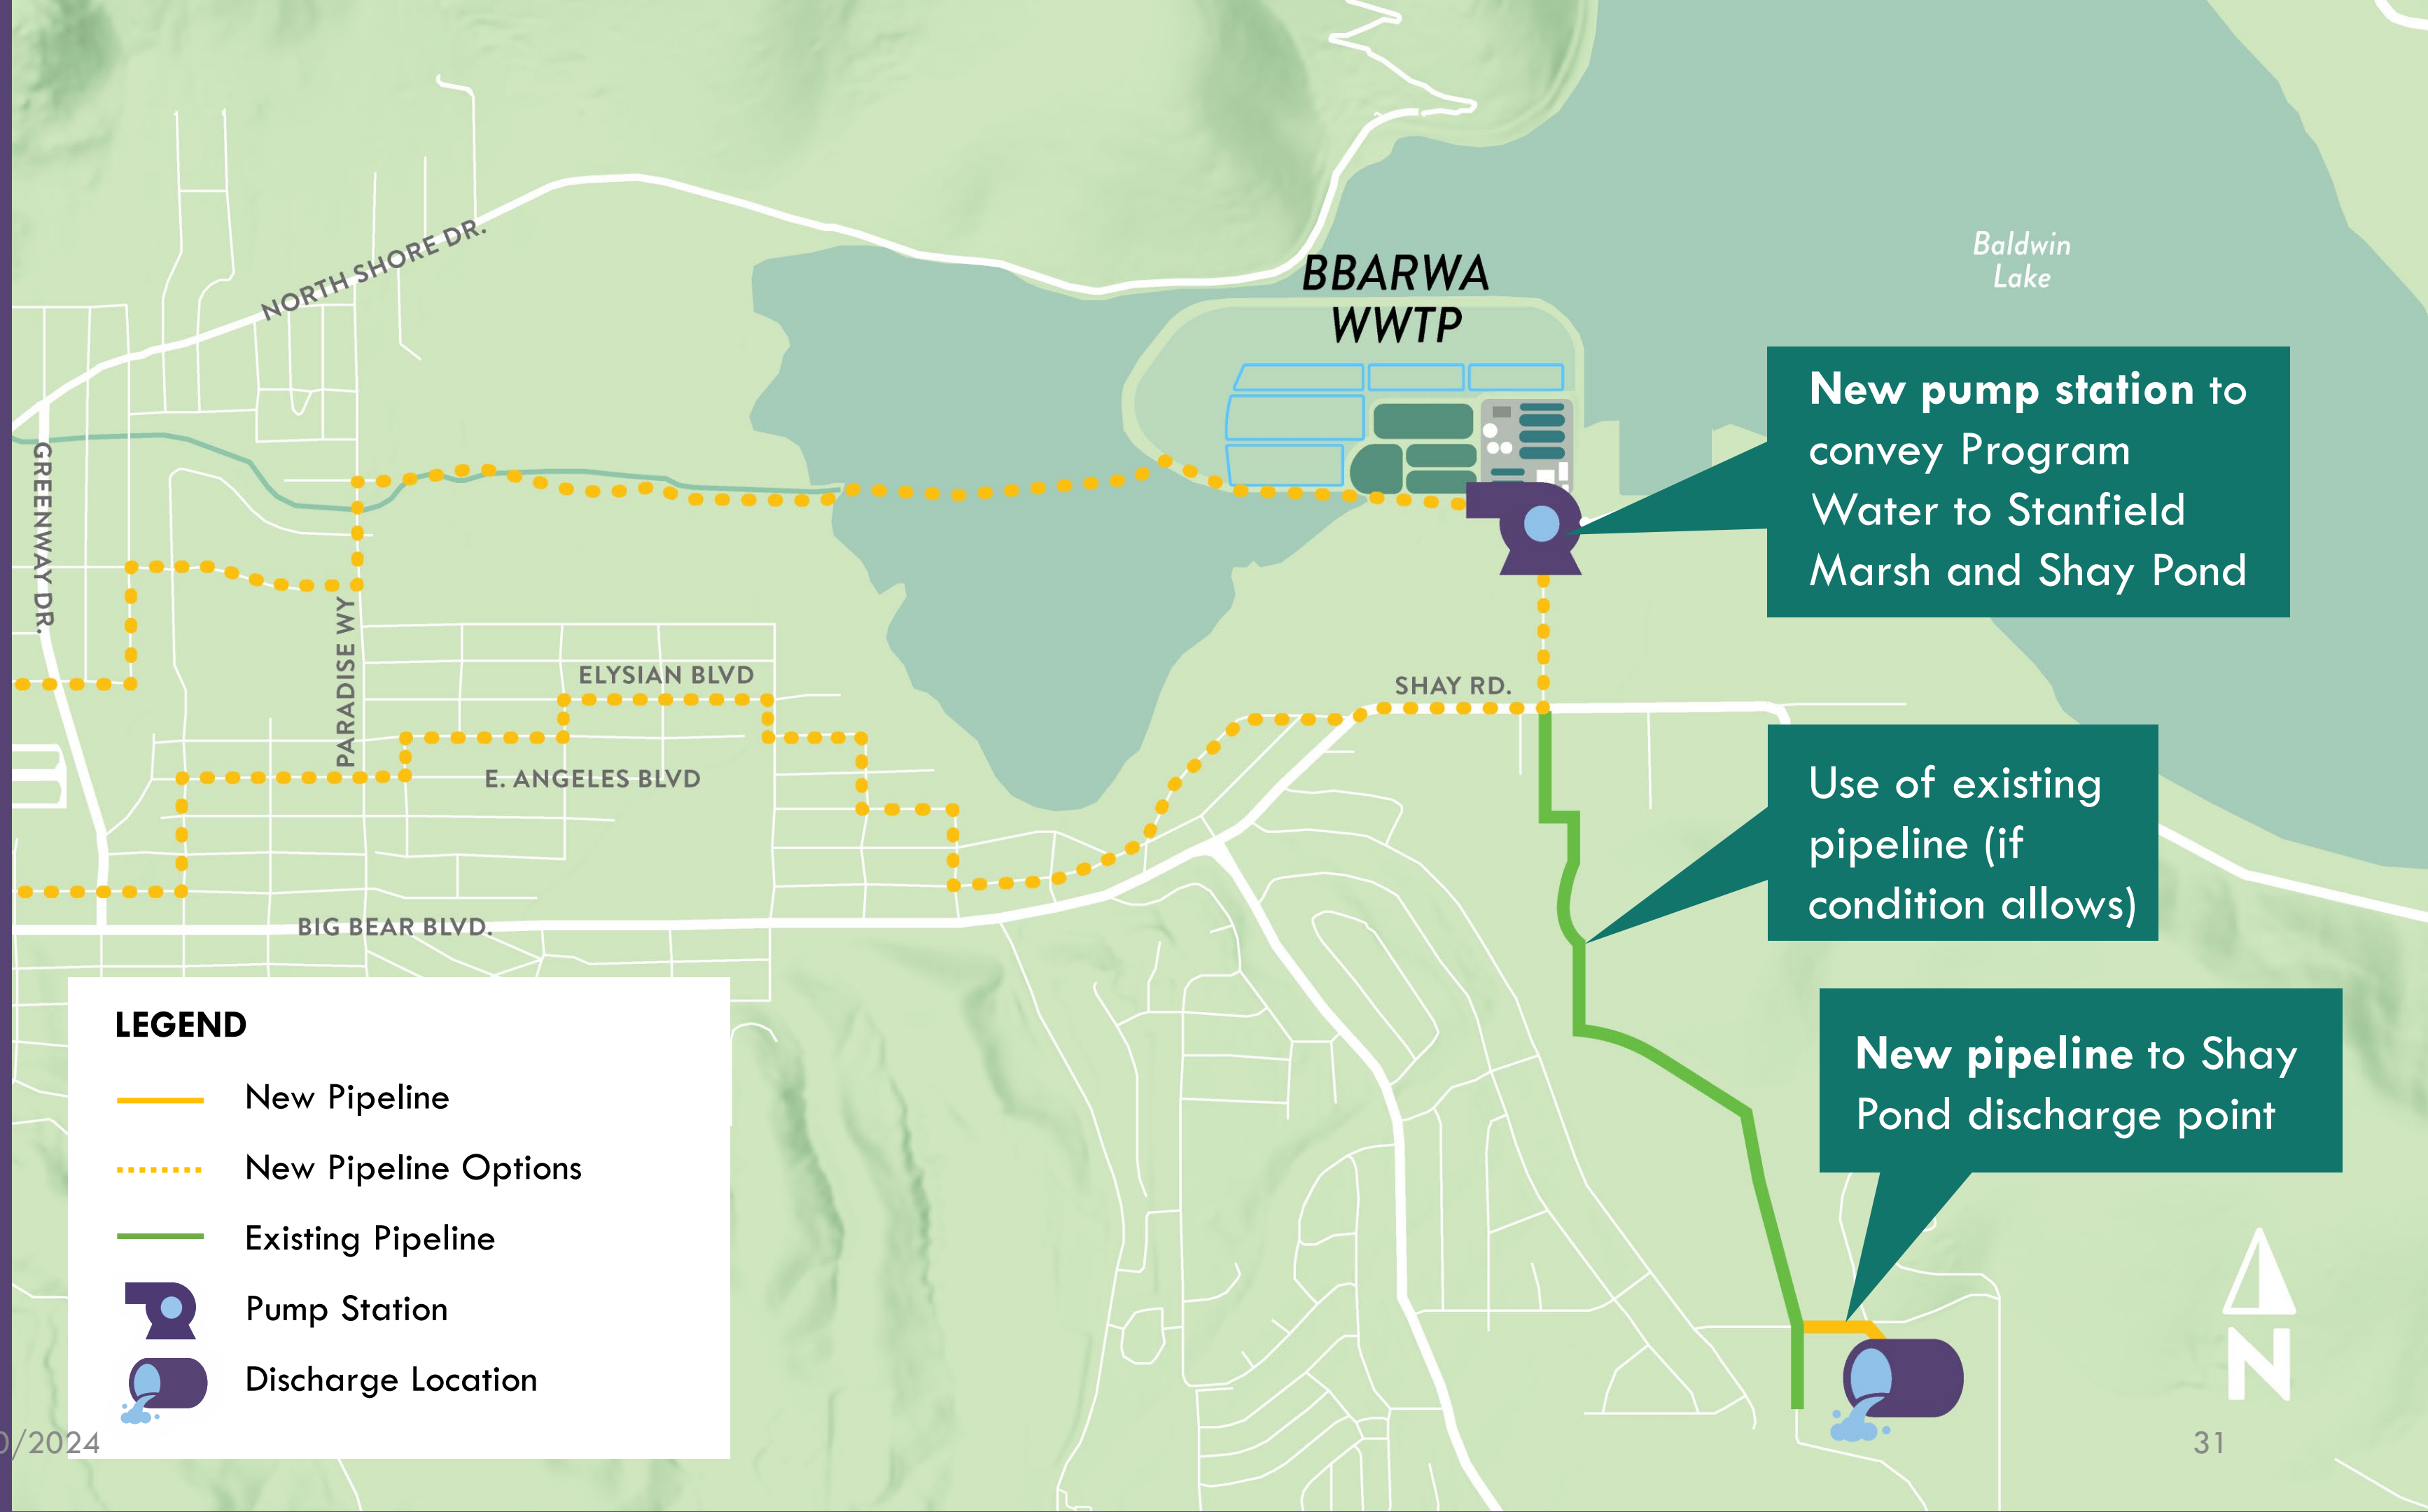 NORTH SHORE DR.
GREENWAY DR.
PARADISE WY
ELYSIAN BLVD
E. ANGELES BLVD
BIG BEAR BLVD.
SHAY RD.
BBARWA
WWTP
Baldwin
Lake
New pump station to
convey Program
Water to Stanfield
Marsh and Shay Pond
Use of existing
pipeline (if
condition allows)
New pipeline to Shay
Pond discharge point
LEGEND
New Pipeline
New Pipeline Options
Existing Pipeline
Pump Station
Discharge Location
N
0/2024
31